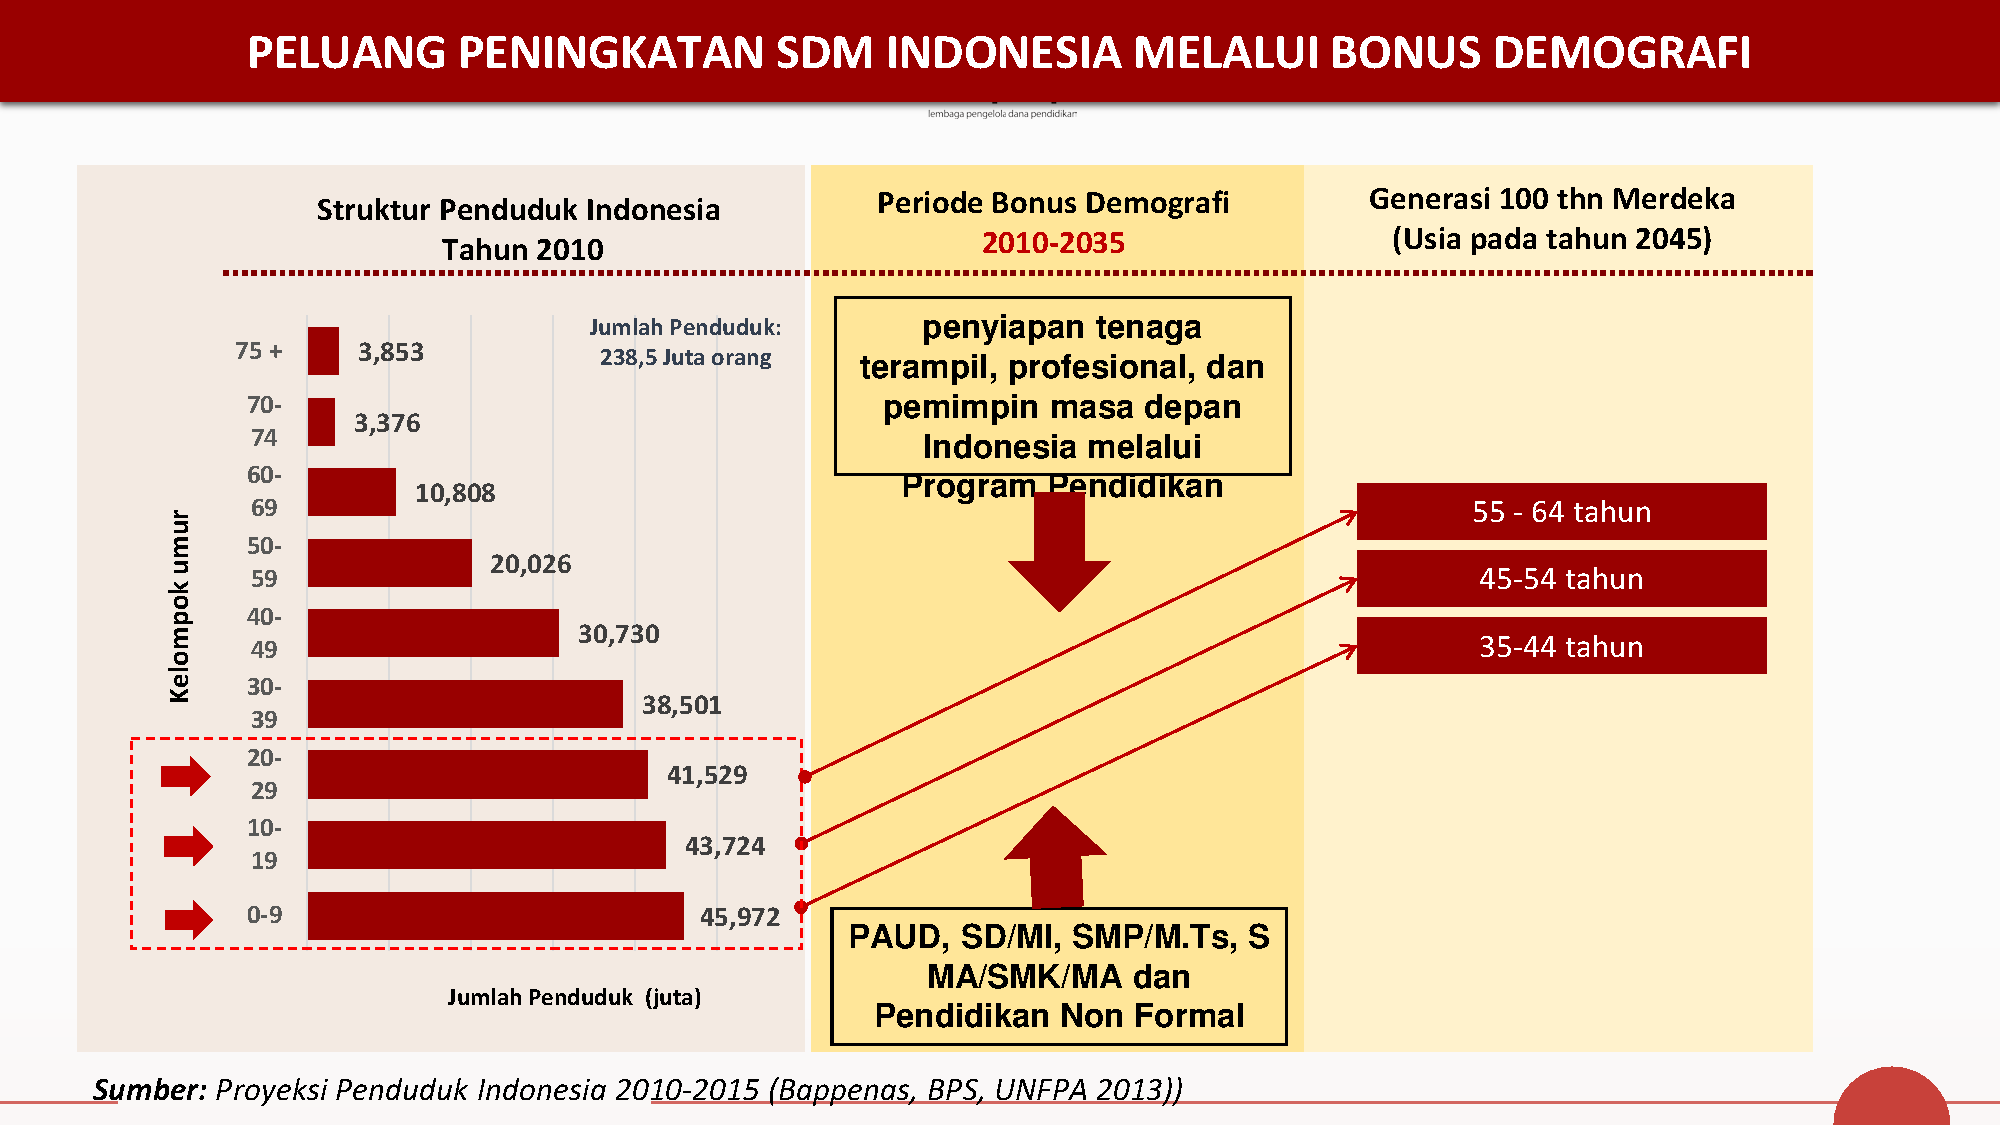 PELUANG PENINGKATAN SDM INDONESIA MELALUI BONUS DEMOGRAFI
lembaga pengelola dana pendidikan
Struktur Penduduk Indonesia
Tahun 2010
Periode Bonus Demografi
2010-2035
Generasi 100 thn Merdeka
(Usia pada tahun 2045)
Jumlah Penduduk:
238,5 Juta orang
Kelompok umur
75 +
3,853
70-
74
3,376
60-
69
10,808
50-
59
20,026
40-
49
30,730
30-
39
38,501
20-
29
41,529
10-
19
43,724
0-9
45,972
Jumlah Penduduk (juta)
penyiapan tenaga
terampil, profesional, dan
pemimpin masa depan
Indonesia melalui
Program Pendidikan
PAUD, SD/MI, SMP/M.Ts, S
MA/SMK/MA dan
Pendidikan Non Formal
55 - 64 tahun
45-54 tahun
35-44 tahun
Sumber: Proyeksi Penduduk Indonesia 2010-2015 (Bappenas, BPS, UNFPA 2013))